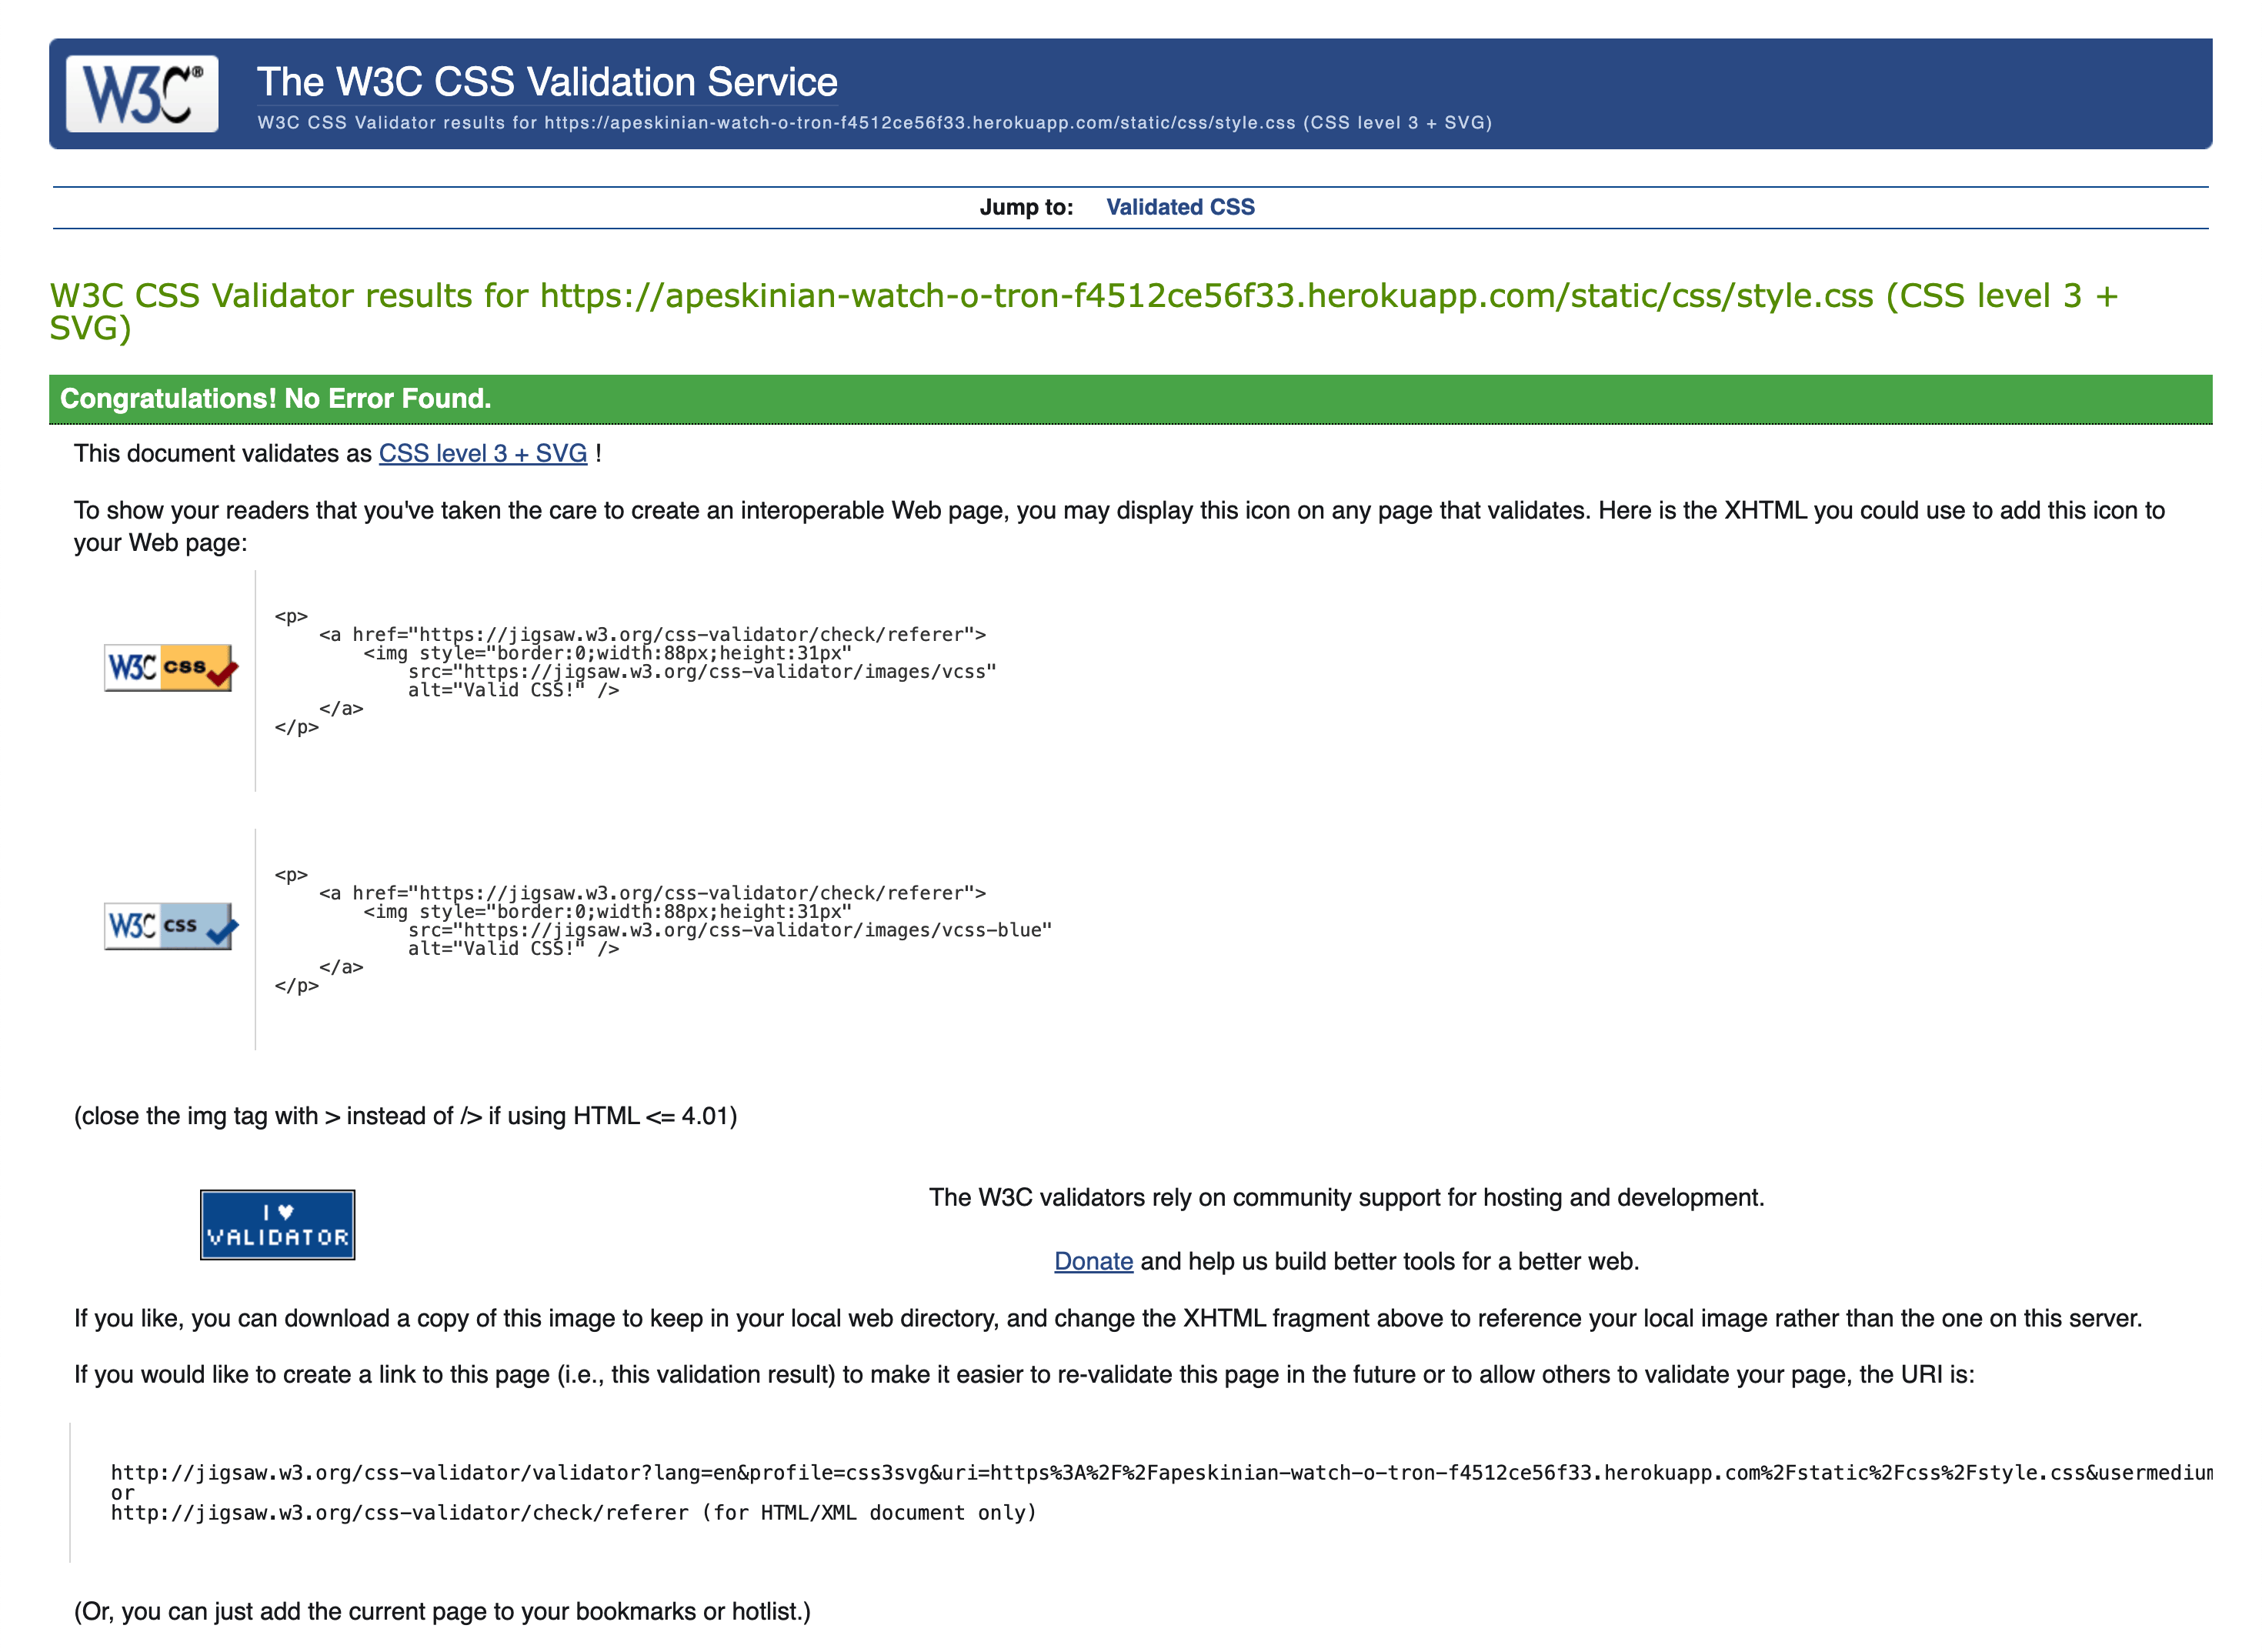 W3C®
The W3C CSS Validation Service
W3C CSS Validator results for https://apeskinian-watch-o-tron-f4512ce56f33.herokuapp.com/static/css/style.css (CSS level 3 + SVG)
Jump to: Validated CSS
W3C CSS Validator results for https://apeskinian-watch-o-tron-f4512ce56f33.herokuapp.com/static/css/style.css (CSS level 3 +
SVG)
Congratulations! No Error Found.
This document validates as CSS level 3 + SVG !
To show your readers that you've taken the care to create an interoperable Web page, you may display this icon on any page that validates. Here is the XHTML you could use to add this icon to
your Web page:
W3C css
<p>
<a href="https://jigsaw.w3.org/css-validator/check/referer">
<img style="border:0;width:88px;height:31px"
src="https://jigsaw.w3.org/css-validator/images/vcss"
alt="Valid CSS!" />
</a>
</p>
W3C css
<p>
<a href="https://jigsaw.w3.org/css-validator/check/referer">
<img style="border:0;width:88px;height:31px"
src="https://jigsaw.w3.org/css-validator/images/vcss-blue"
alt="Valid CSS!" />
</a>
</p>
(close the img tag with > instead of /> if using HTML <= 4.01)
I ♥
VALIDATOR
The W3C validators rely on community support for hosting and development.
Donate and help us build better tools for a better web.
If you like, you can download a copy of this image to keep in your local web directory, and change the XHTML fragment above to reference your local image rather than the one on this server.
If you would like to create a link to this page (i.e., this validation result) to make it easier to re-validate this page in the future or to allow others to validate your page, the URI is:
http://jigsaw.w3.org/css-validator/validator?lang=en&profile=css3svg&uri=https%3A%2F%2Fapeskinian-watch-o-tron-f4512ce56f33.herokuapp.com%2Fstatic%2Fcss%2Fstyle.css&usermedium
or
http://jigsaw.w3.org/css-validator/check/referer (for HTML/XML document only)
(Or, you can just add the current page to your bookmarks or hotlist.)